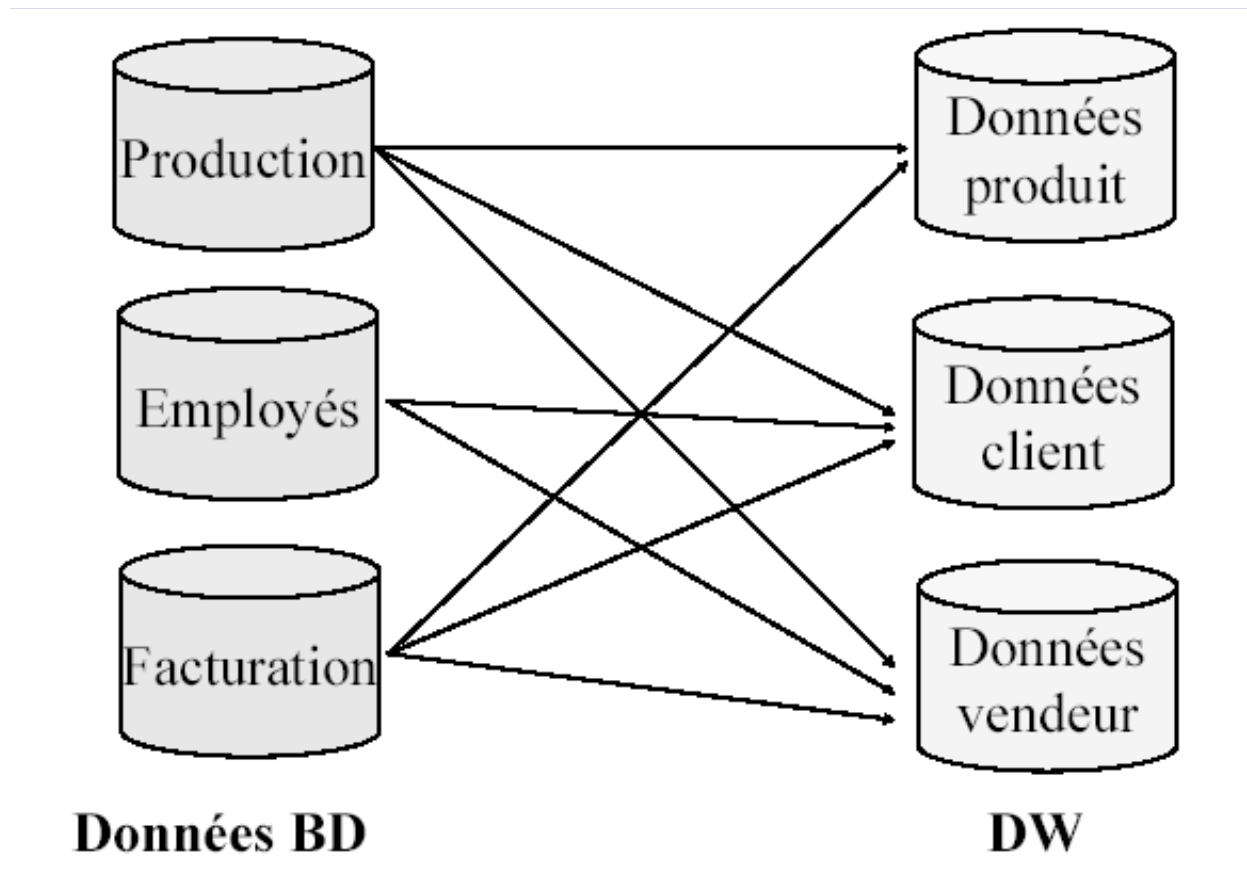 Production
Données
produit
Employés
Données
client
Facturation
Données
vendeur
Données BD
DW